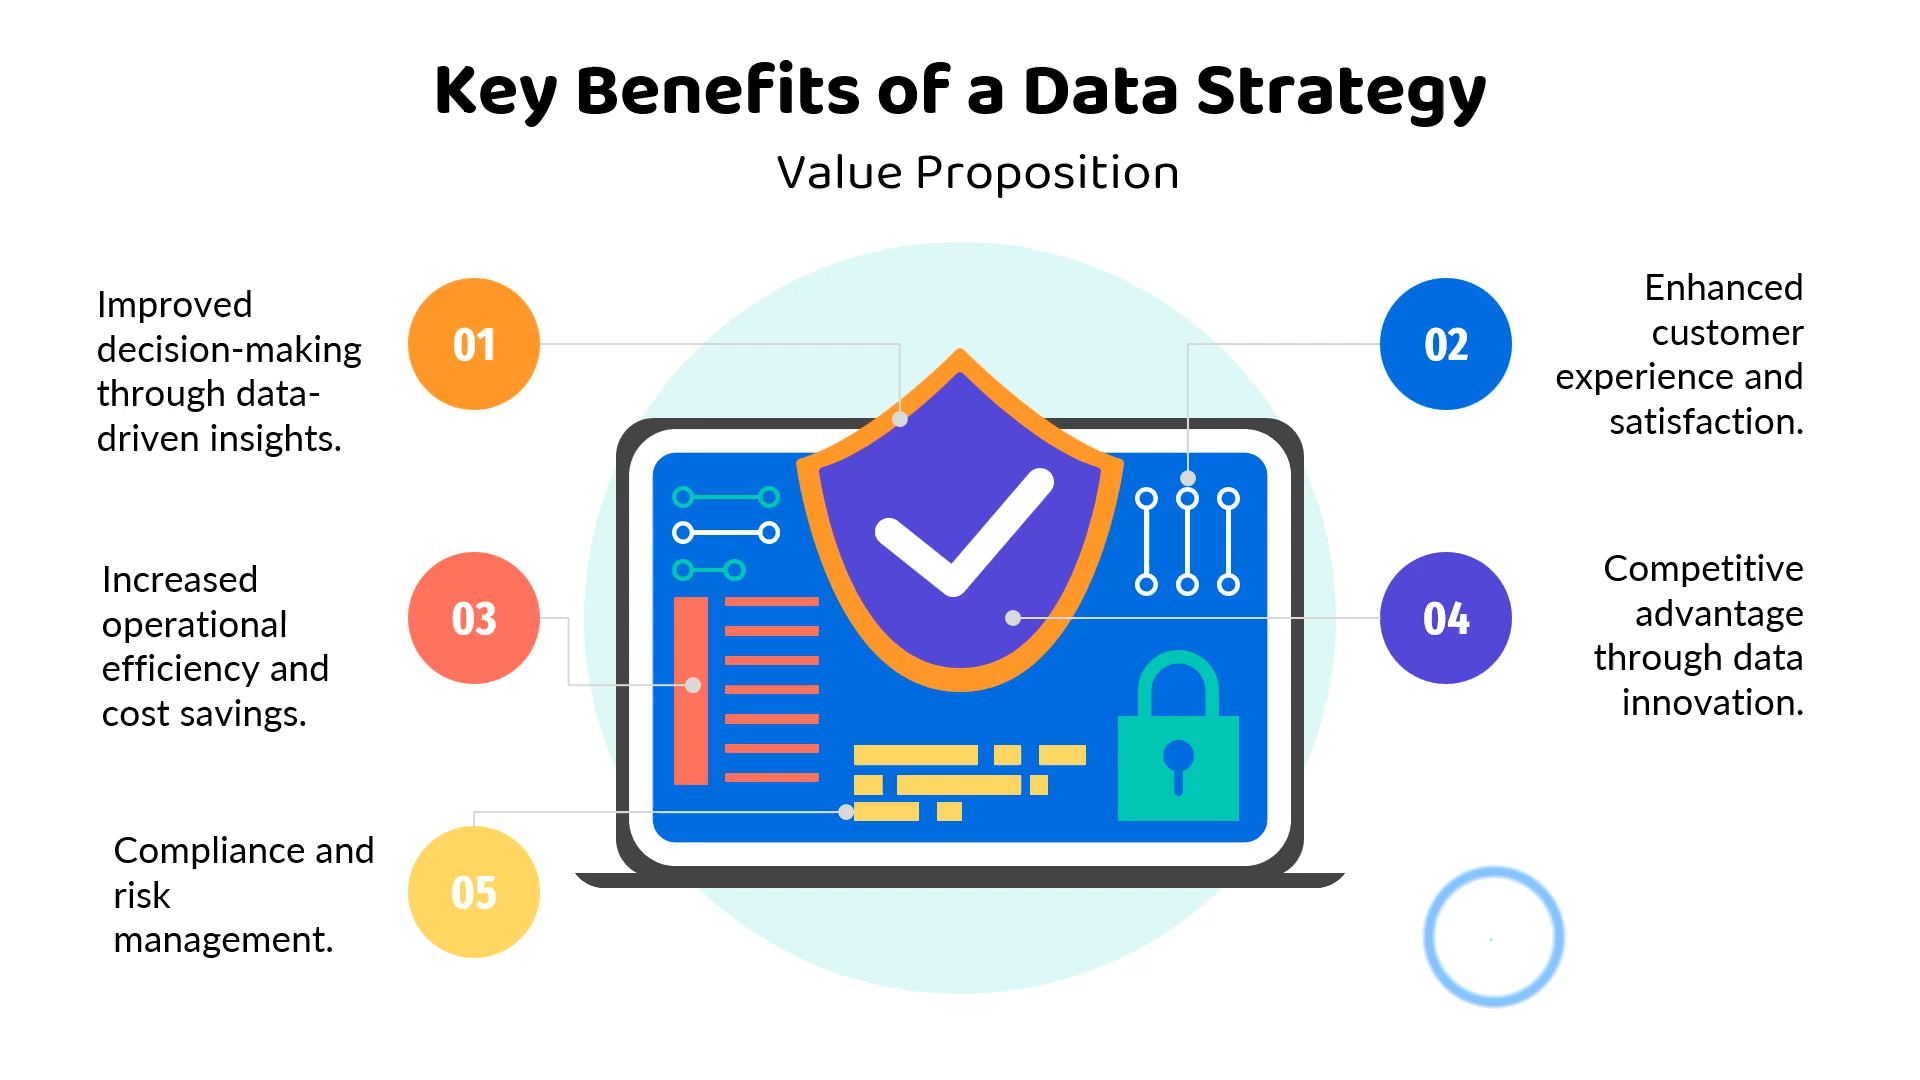 Key Benefits of a Data Strategy
Value Proposition
Improved
decision-making
through data-
driven insights.
01
02
Enhanced
customer
experience and
satisfaction.
Increased
operational
efficiency and
cost savings.
03
04
Competitive
advantage
through data
innovation.
Compliance and
risk
management.
05